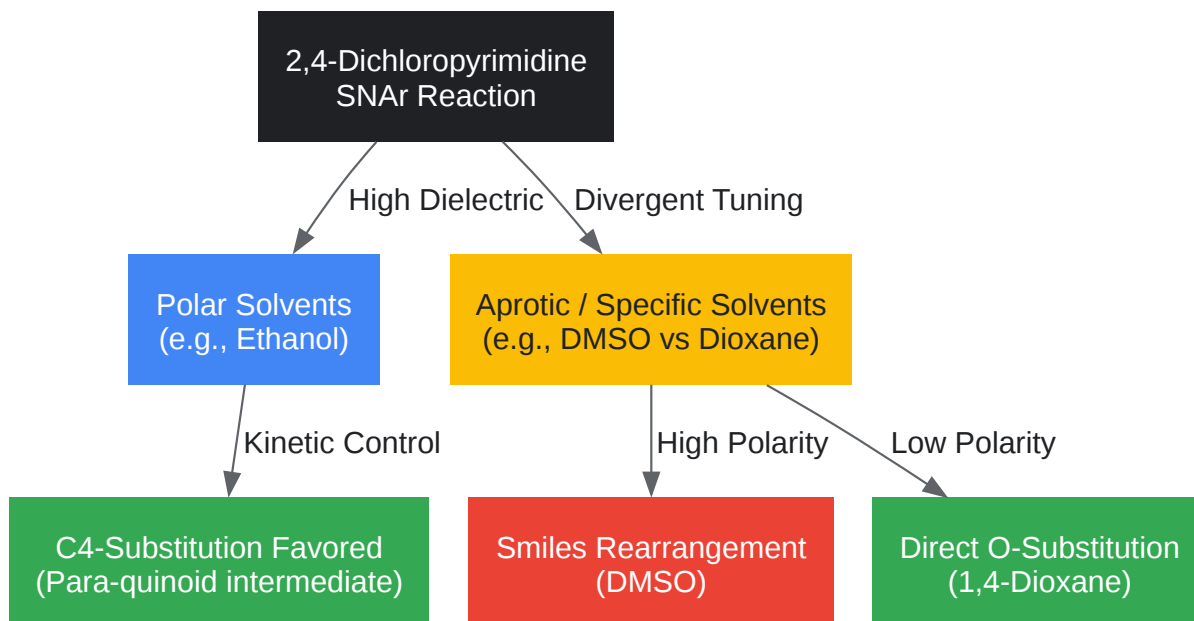 2,4-Dichloropyrimidine
SNAr Reaction
High Dielectric
Divergent Tuning
Polar Solvents
(e.g., Ethanol)
Aprotic / Specific Solvents
(e.g., DMSO vs Dioxane)
Kinetic Control
High Polarity
Low Polarity
C4-Substitution Favored
(Para-quinoid intermediate)
Smiles Rearrangement
(DMSO)
Direct O-Substitution
(1,4-Dioxane)